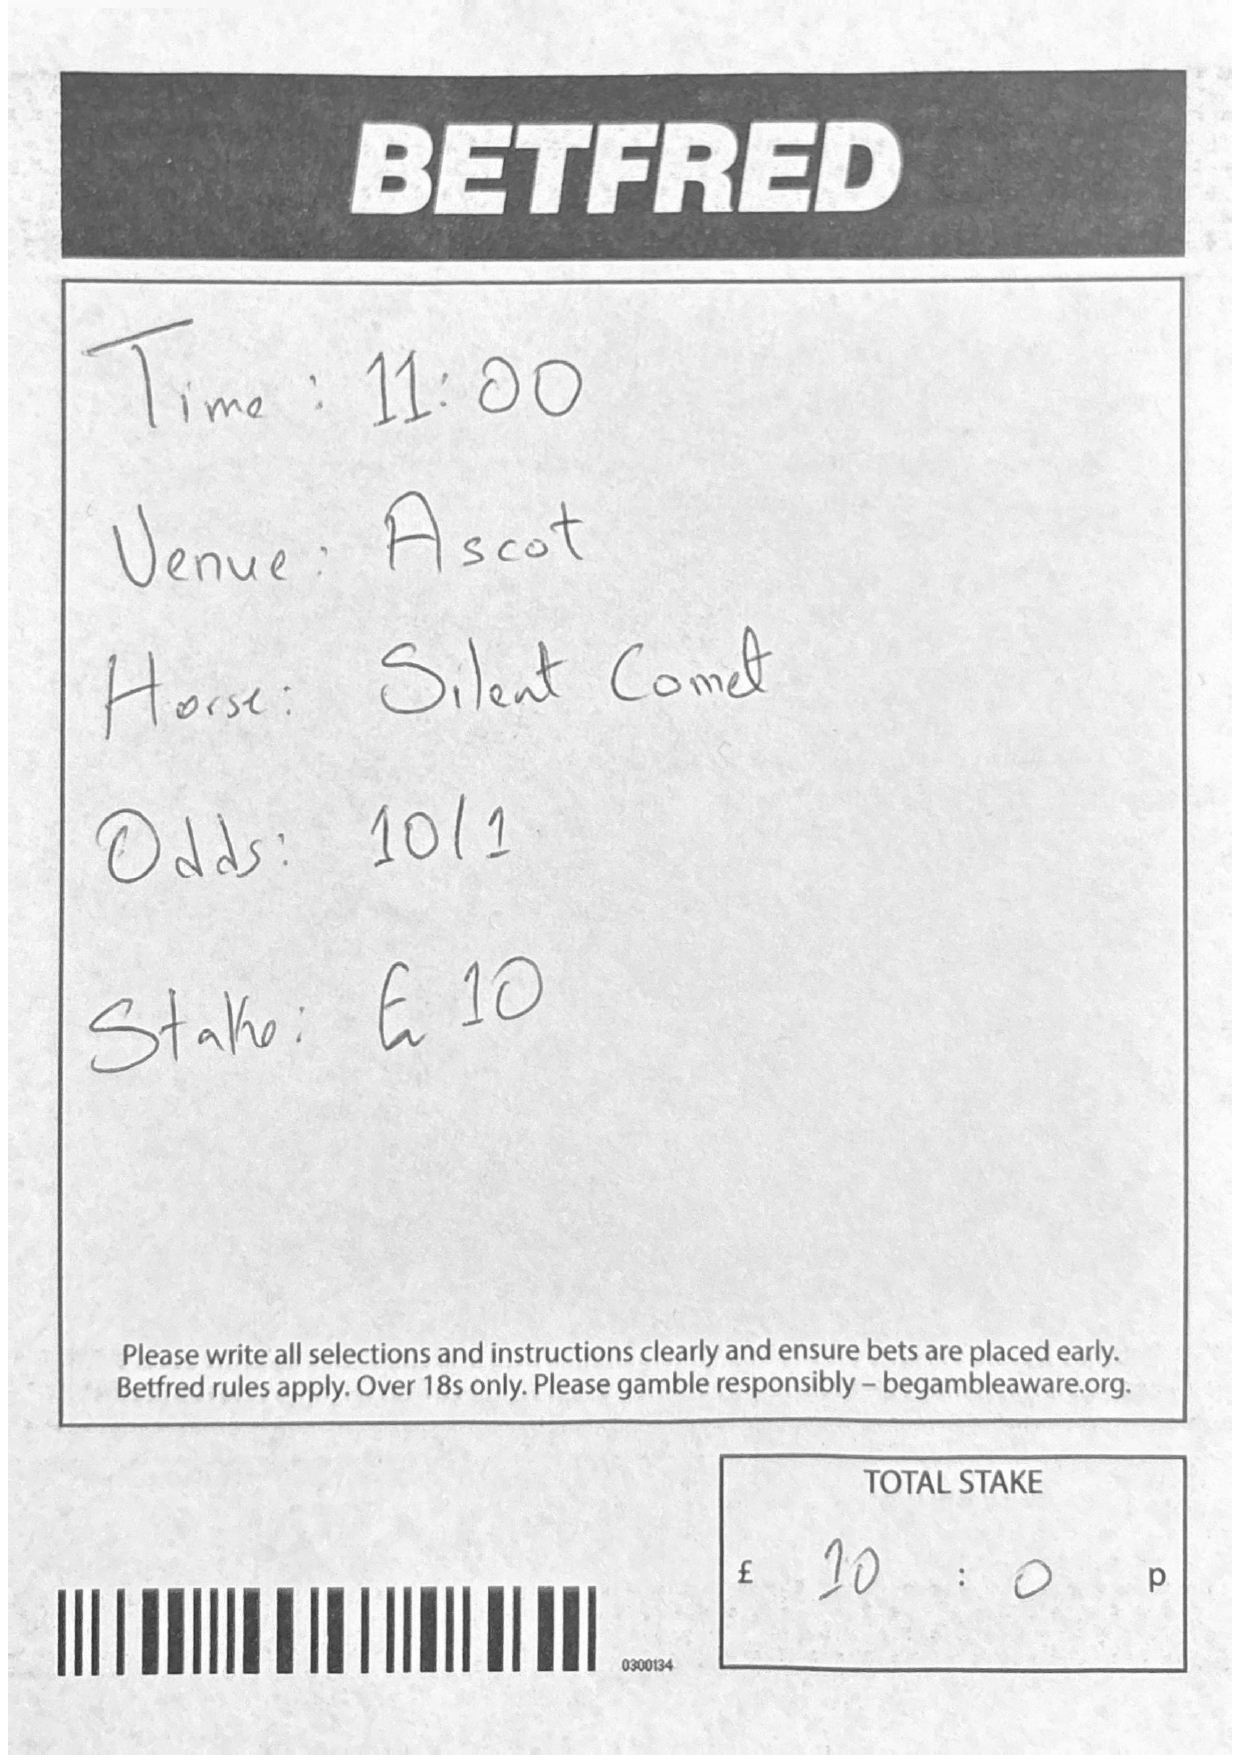 BETFRED
Time: 11:00
Venue: Ascot
Horse: Silent Comet
Odds: 10/1
Stake: £ 10
Please write all selections and instructions clearly and ensure bets are placed early.
Betfred rules apply. Over 18s only. Please gamble responsibly – begambleaware.org.
TOTAL STAKE
£ 10 : 0 p
0300134